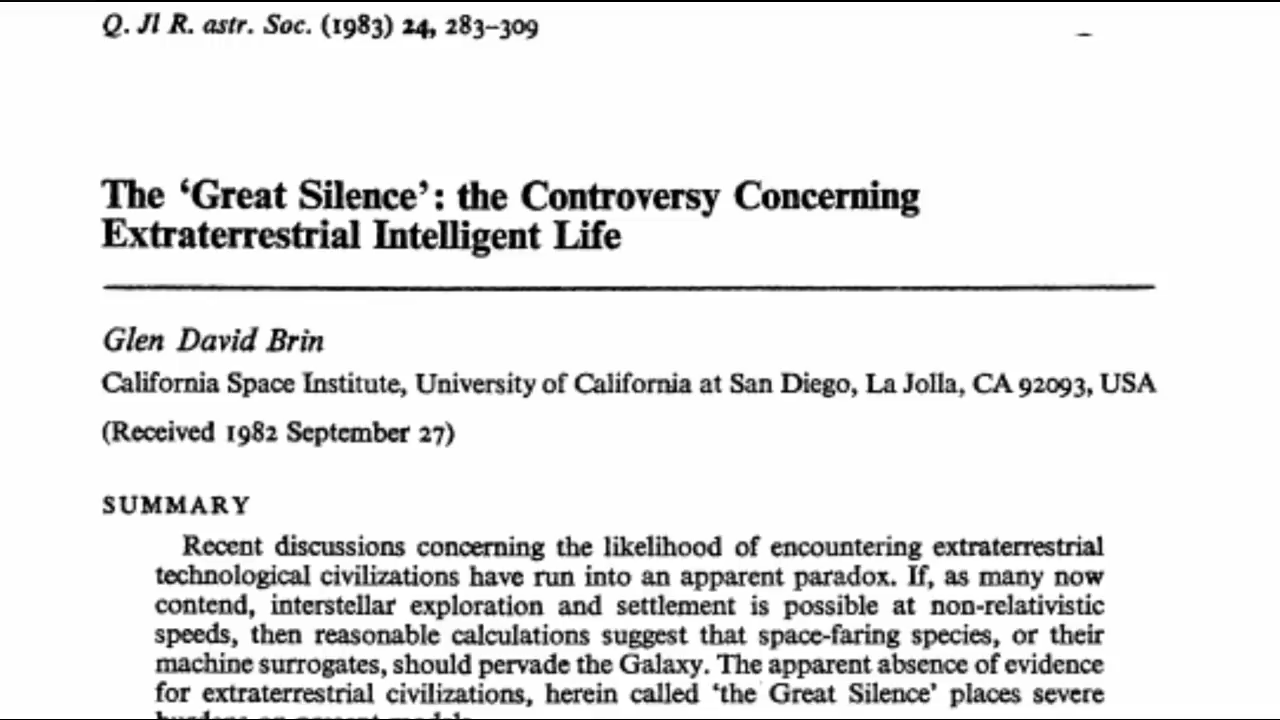 Q. Jl R. astr. Soc. (1983) 24, 283–309
The ‘Great Silence’: the Controversy Concerning
Extraterrestrial Intelligent Life
Glen David Brin
California Space Institute, University of California at San Diego, La Jolla, CA 92093, USA
(Received 1982 September 27)
SUMMARY
Recent discussions concerning the likelihood of encountering extraterrestrial
technological civilizations have run into an apparent paradox. If, as many now
contend, interstellar exploration and settlement is possible at non-relativistic
speeds, then reasonable calculations suggest that space-faring species, or their
machine surrogates, should pervade the Galaxy. The apparent absence of evidence
for extraterrestrial civilizations, herein called ‘the Great Silence’ places severe